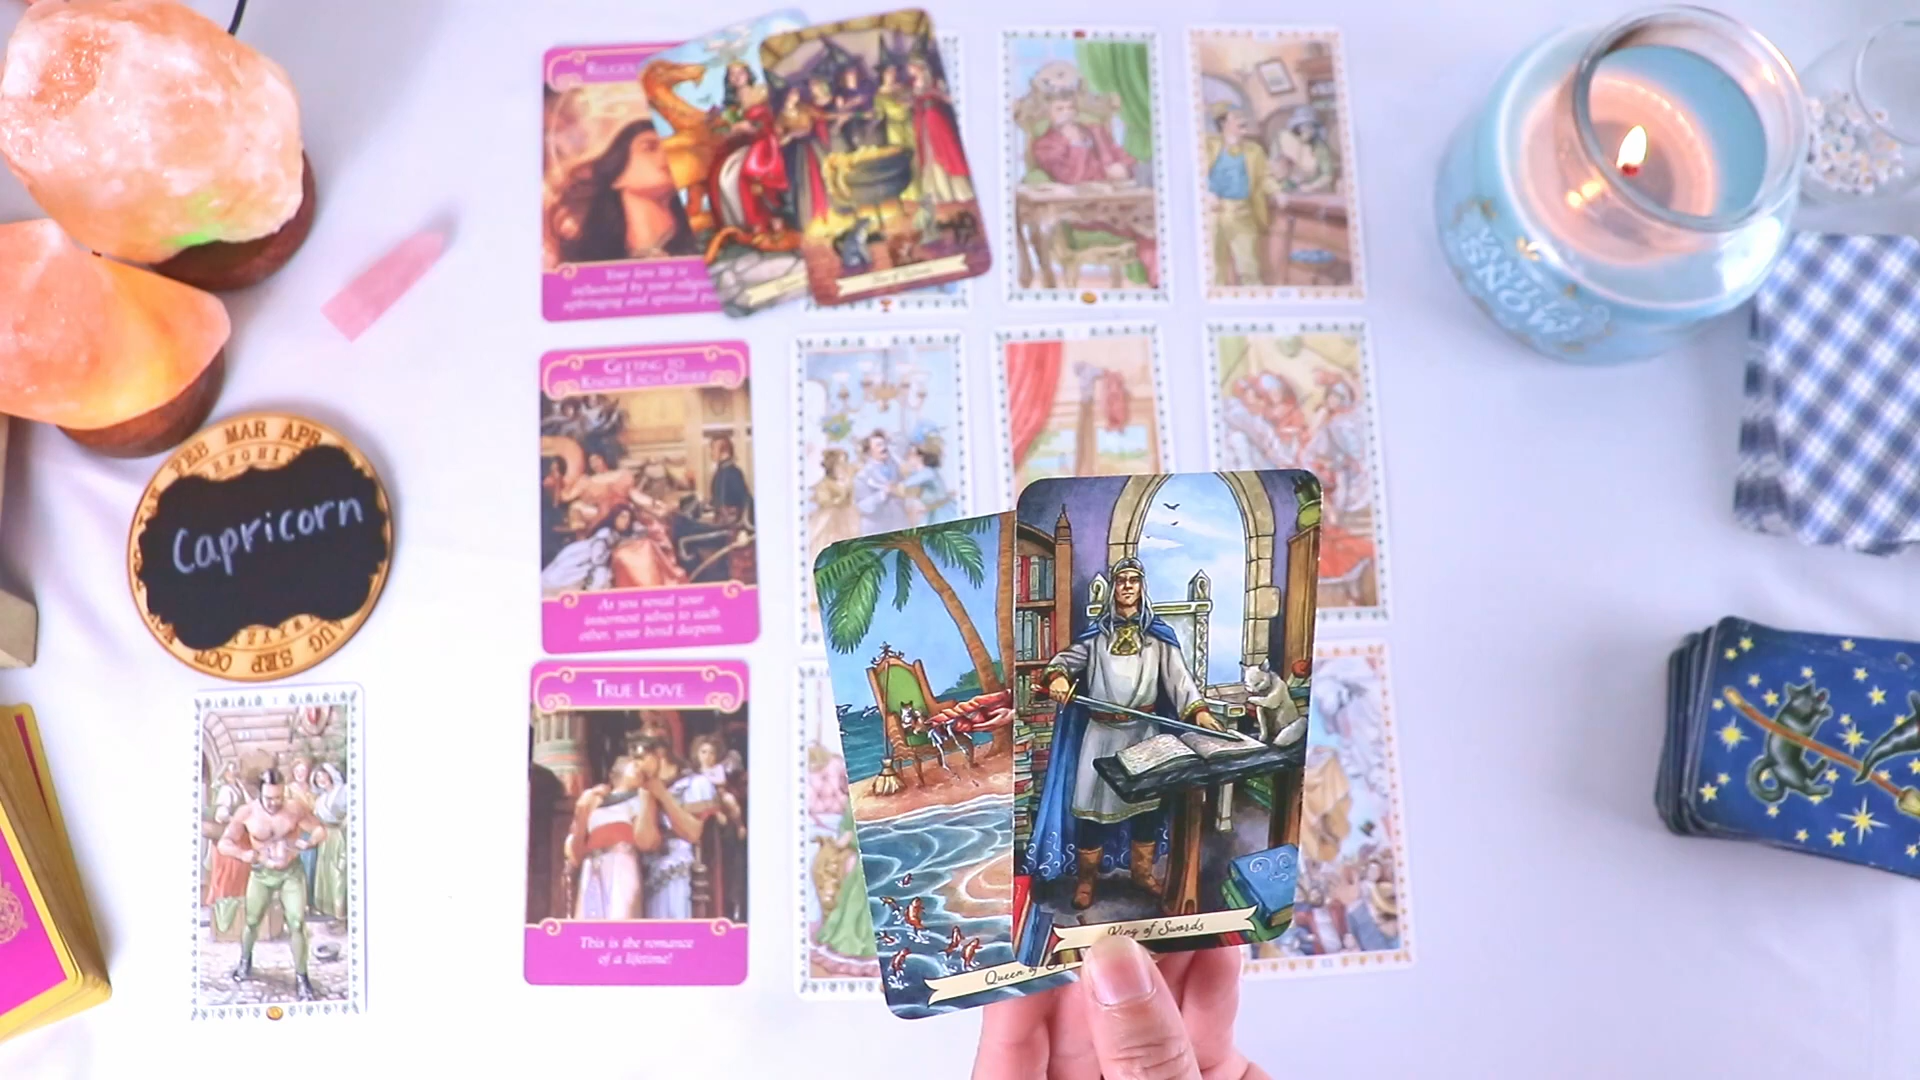 Your love life is
influenced by your religious
upbringing and spiritual
GETTING TO
KNOW EACH OTHER
As you reveal your
innermost selves to each
other, your bond deepens.
TRUE LOVE
This is the romance
of a lifetime!
FEB MAR APR
Capricorn
AUG SEP OCT
VANILLA
SNOW
King of Swords
Queen of